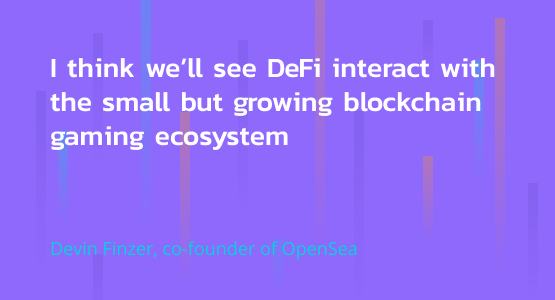 I think we’ll see DeFi interact with
the small but growing blockchain
gaming ecosystem
Devin Finzer, co-founder of OpenSea